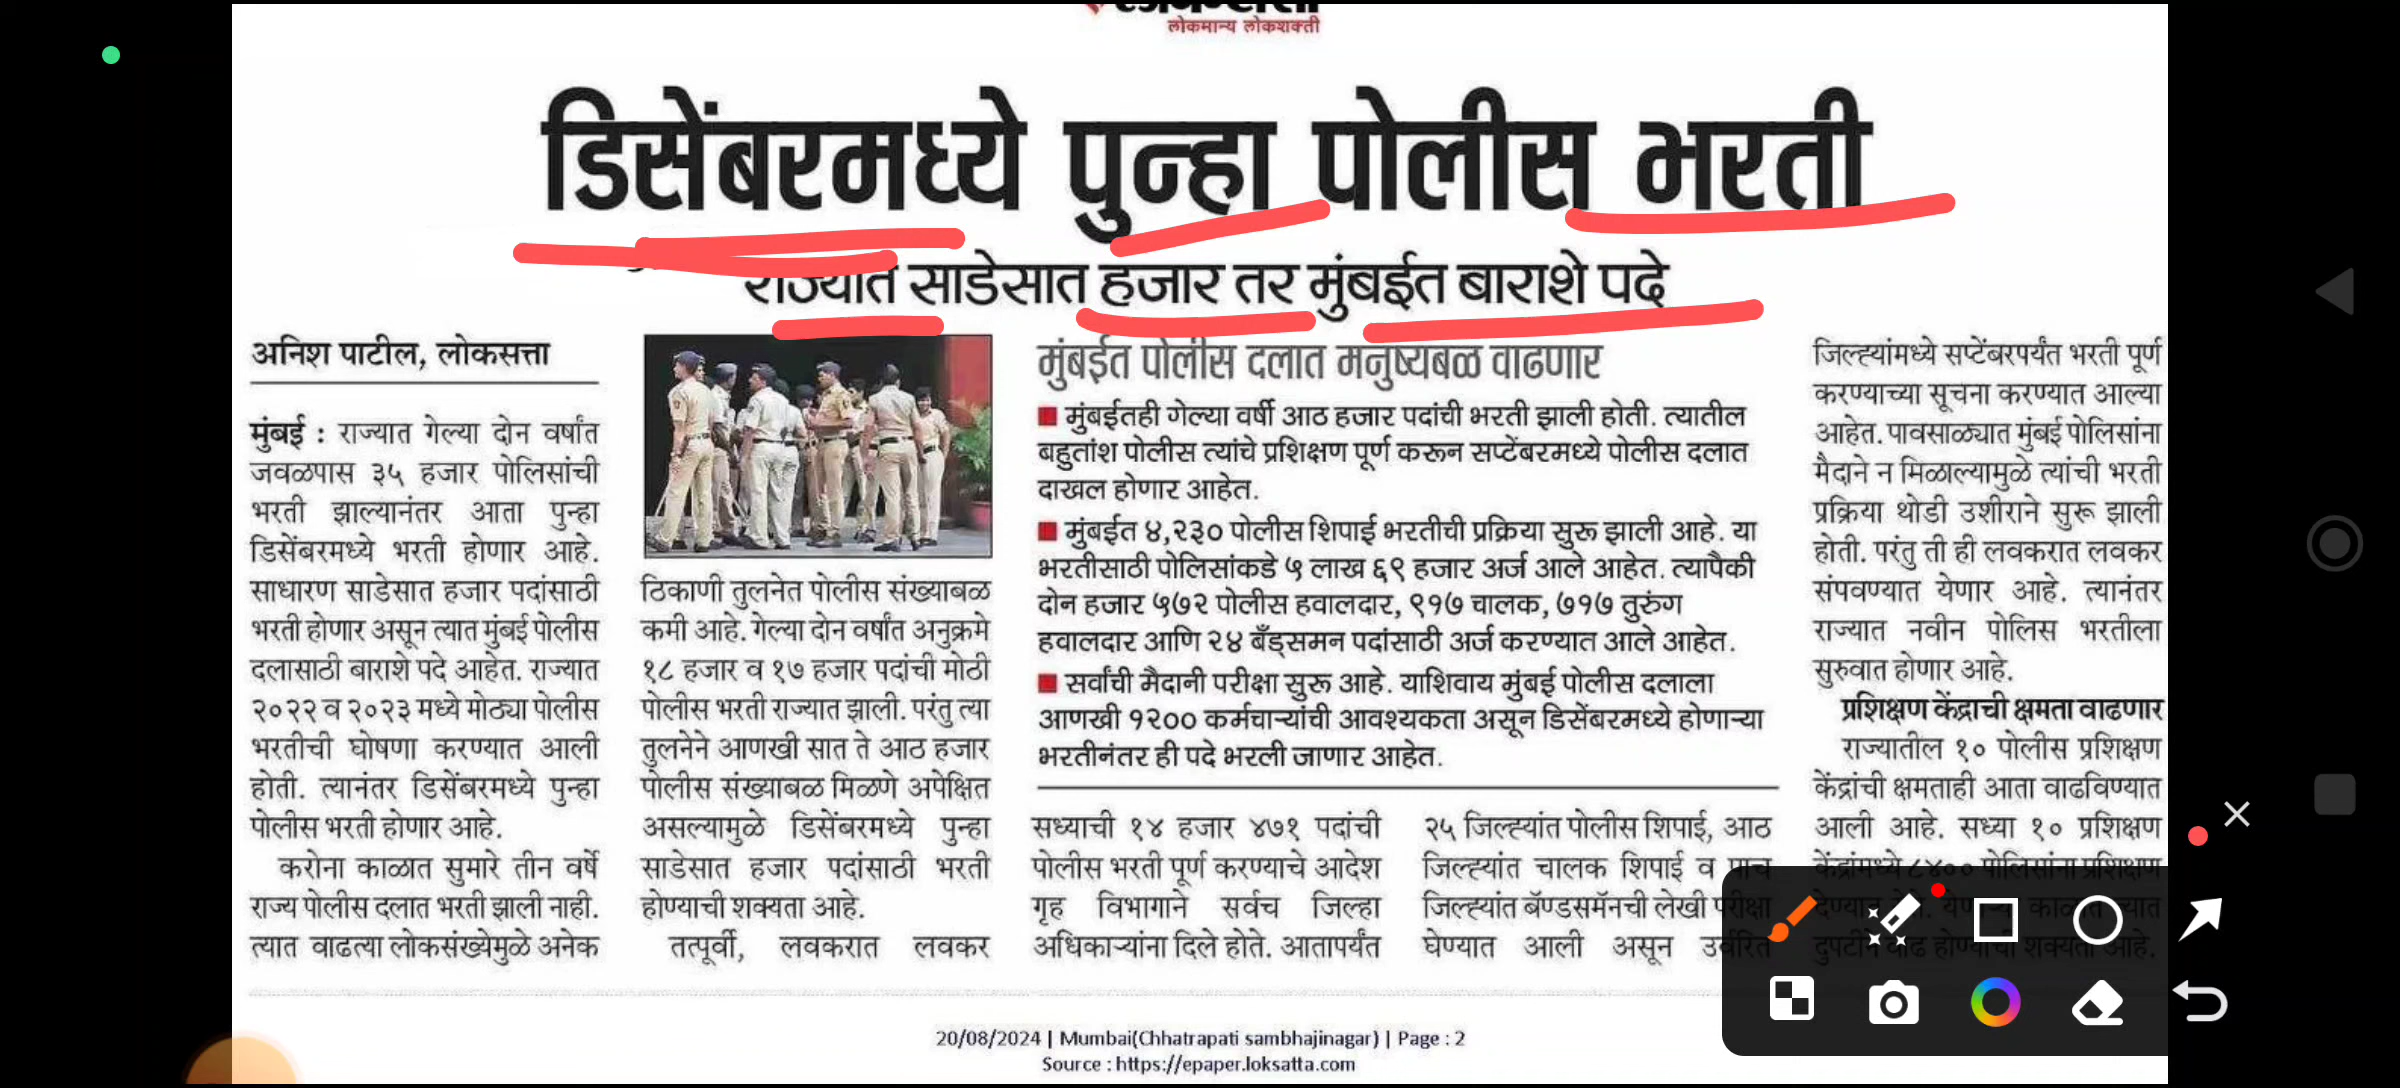 लोकमान्य लोकशक्ती
डिसेंबरमध्ये पुन्हा पोलीस भरती
राज्यात साडेसात हजार तर मुंबईत बाराशे पदे
अनिश पाटील, लोकसत्ता
मुंबई : राज्यात गेल्या दोन वर्षांत
जवळपास ३५ हजार पोलिसांची
भरती झाल्यानंतर आता पुन्हा
डिसेंबरमध्ये भरती होणार आहे.
साधारण साडेसात हजार पदांसाठी
भरती होणार असून त्यात मुंबई पोलीस
दलासाठी बाराशे पदे आहेत. राज्यात
२०२२ व २०२३ मध्ये मोठ्या पोलीस
भरतीची घोषणा करण्यात आली
होती. त्यानंतर डिसेंबरमध्ये पुन्हा
पोलीस भरती होणार आहे.
करोना काळात सुमारे तीन वर्षे
राज्य पोलीस दलात भरती झाली नाही.
त्यात वाढत्या लोकसंख्येमुळे अनेक
ठिकाणी तुलनेत पोलीस संख्याबळ
कमी आहे. गेल्या दोन वर्षांत अनुक्रमे
१८ हजार व १७ हजार पदांची मोठी
पोलीस भरती राज्यात झाली. परंतु त्या
तुलनेने आणखी सात ते आठ हजार
पोलीस संख्याबळ मिळणे अपेक्षित
असल्यामुळे डिसेंबरमध्ये पुन्हा
साडेसात हजार पदांसाठी भरती
होण्याची शक्यता आहे.
तत्पूर्वी, लवकरात लवकर
मुंबईत पोलीस दलात मनुष्यबळ वाढणार
मुंबईतही गेल्या वर्षी आठ हजार पदांची भरती झाली होती. त्यातील
बहुतांश पोलीस त्यांचे प्रशिक्षण पूर्ण करून सप्टेंबरमध्ये पोलीस दलात
दाखल होणार आहेत.
मुंबईत ४,२३० पोलीस शिपाई भरतीची प्रक्रिया सुरू झाली आहे. या
भरतीसाठी पोलिसांकडे ५ लाख ६९ हजार अर्ज आले आहेत. त्यापैकी
दोन हजार ५७२ पोलीस हवालदार, ९१७ चालक, ७१७ तुरुंग
हवालदार आणि २४ बँड्समन पदांसाठी अर्ज करण्यात आले आहेत.
सर्वांची मैदानी परीक्षा सुरू आहे. याशिवाय मुंबई पोलीस दलाला
आणखी १२०० कर्मचाऱ्यांची आवश्यकता असून डिसेंबरमध्ये होणाऱ्या
भरतीनंतर ही पदे भरली जाणार आहेत.
सध्याची १४ हजार ४७१ पदांची
पोलीस भरती पूर्ण करण्याचे आदेश
गृह विभागाने सर्वच जिल्हा
अधिकाऱ्यांना दिले होते. आतापर्यंत
२५ जिल्ह्यांत पोलीस शिपाई, आठ
जिल्ह्यांत चालक शिपाई व पाच
जिल्ह्यांत बॅण्डसमॅनची लेखी परीक्षा
घेण्यात आली असून उर्वरित
जिल्ह्यांमध्ये सप्टेंबरपर्यंत भरती पूर्ण
करण्याच्या सूचना करण्यात आल्या
आहेत. पावसाळ्यात मुंबई पोलिसांना
मैदाने न मिळाल्यामुळे त्यांची भरती
प्रक्रिया थोडी उशीराने सुरू झाली
होती. परंतु ती ही लवकरात लवकर
संपवण्यात येणार आहे. त्यानंतर
राज्यात नवीन पोलिस भरतीला
सुरुवात होणार आहे.
प्रशिक्षण केंद्राची क्षमता वाढणार
राज्यातील १० पोलीस प्रशिक्षण
केंद्रांची क्षमताही आता वाढविण्यात
आली आहे. सध्या १० प्रशिक्षण
केंद्रांमध्ये ८४०० पोलिसांना प्रशिक्षण
दुपटीने वाढ होण्याची शक्यता आहे.
20/08/2024 | Mumbai(Chhatrapati sambhajinagar) | Page : 2
Source : https://epaper.loksatta.com